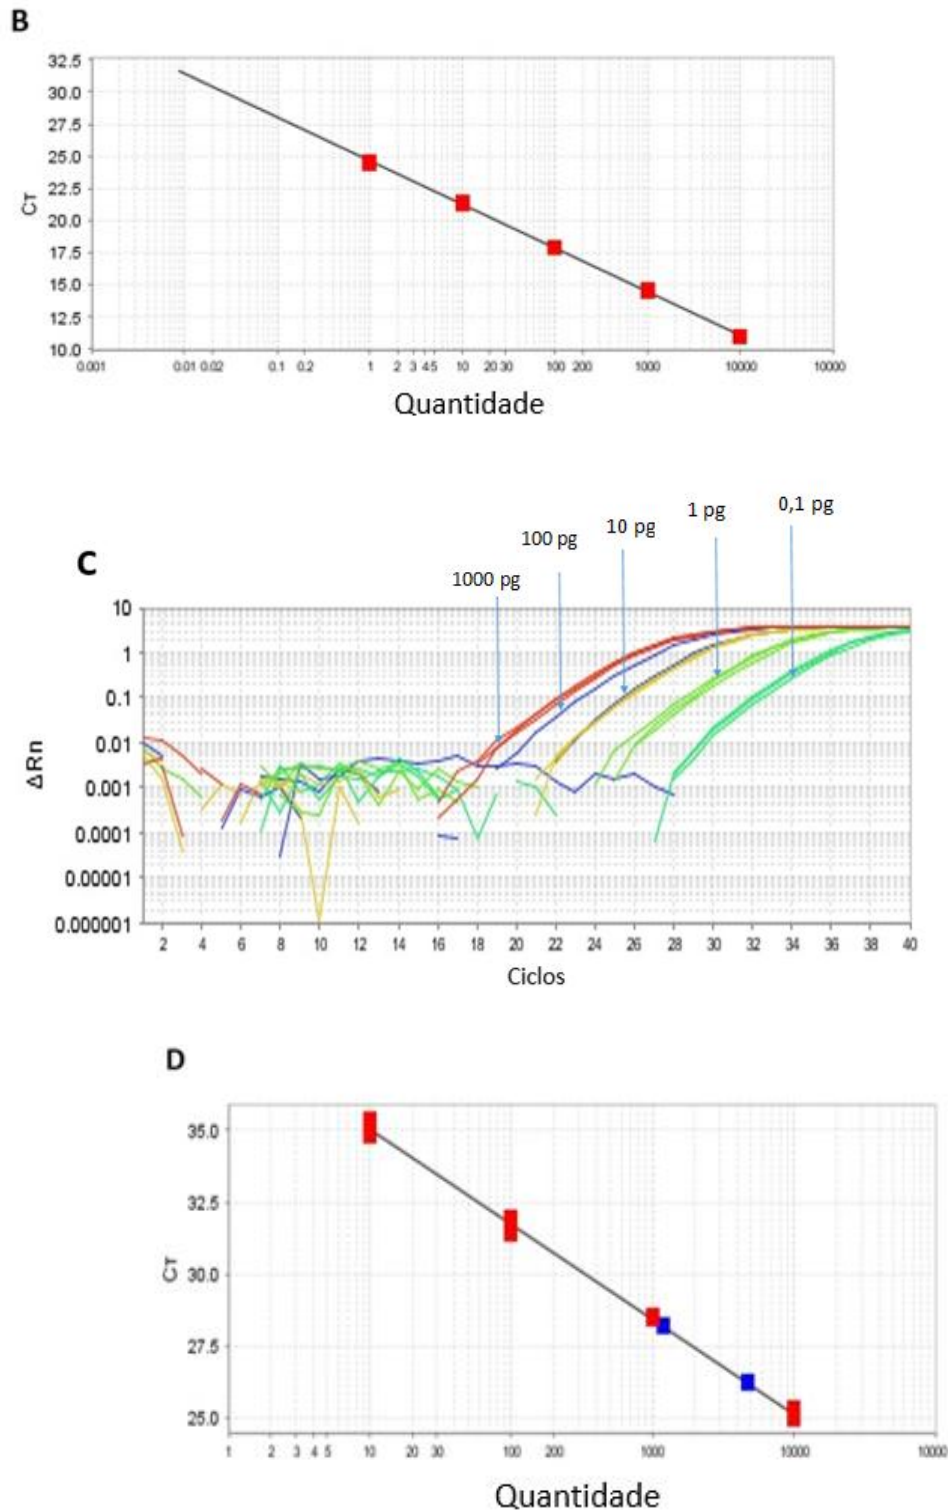 B
32.5
30.0
27.5
25.0
22.5
20.0
17.5
15.0
12.5
10.0
CT
0.001 0.01 0.02 0.1 0.2 1 2 3 4 5 10 20 30 100 200 1000 10000 10000
Quantidade
C
1000 pg 100 pg 10 pg 1 pg 0,1 pg
10
1
0.1
0.01
0.001
0.0001
0.00001
0.000001
ΔRn
2 4 6 8 10 12 14 16 18 20 22 24 26 28 30 32 34 36 38 40
Ciclos
D
35.0
32.5
30.0
27.5
25.0
CT
1 2 3 4 5 10 20 30 100 200 1000 10000 10000
Quantidade